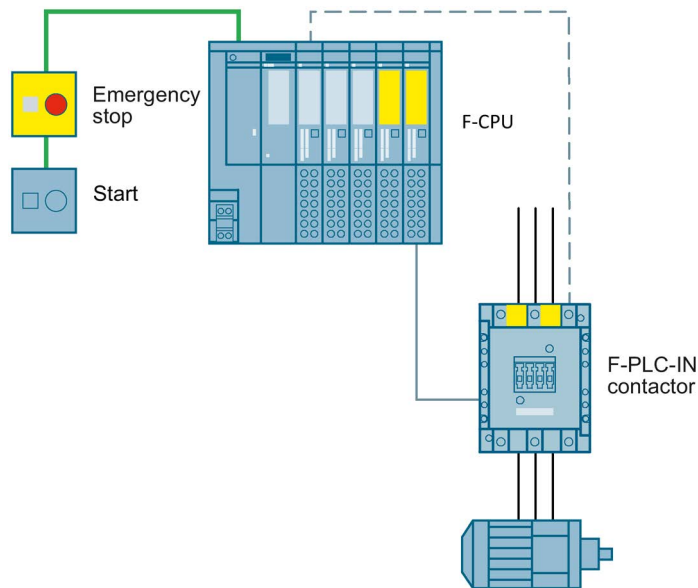 Emergency
stop
F-CPU
Start
F-PLC-IN
contactor